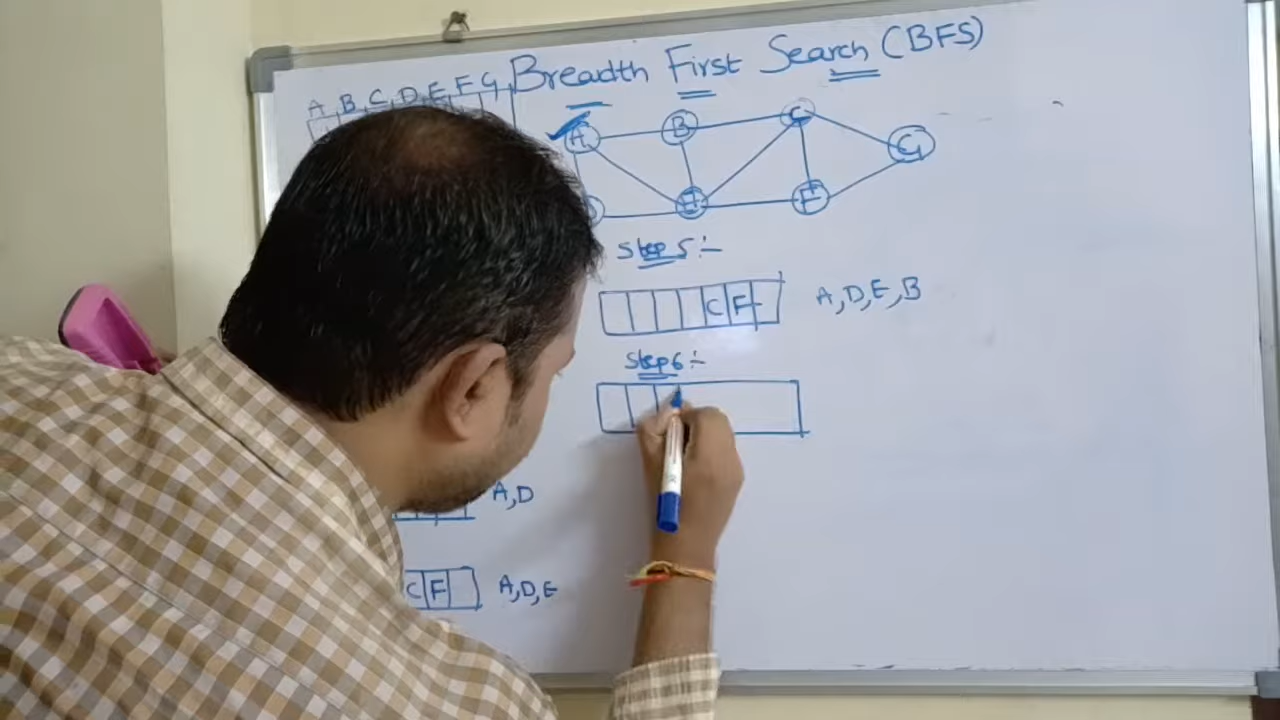 Breadth First Search (BFS)
A B C D E F G
A B C G
E F
Step 5:-
C F A, D, E, B
Step 6:-
A, D
C F A, D, E